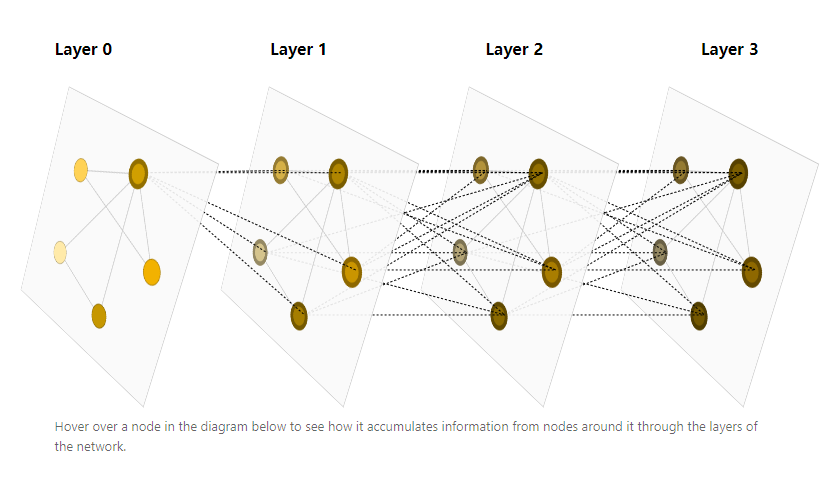 Layer 0 Layer 1 Layer 2 Layer 3
Hover over a node in the diagram below to see how it accumulates information from nodes around it through the layers of
the network.